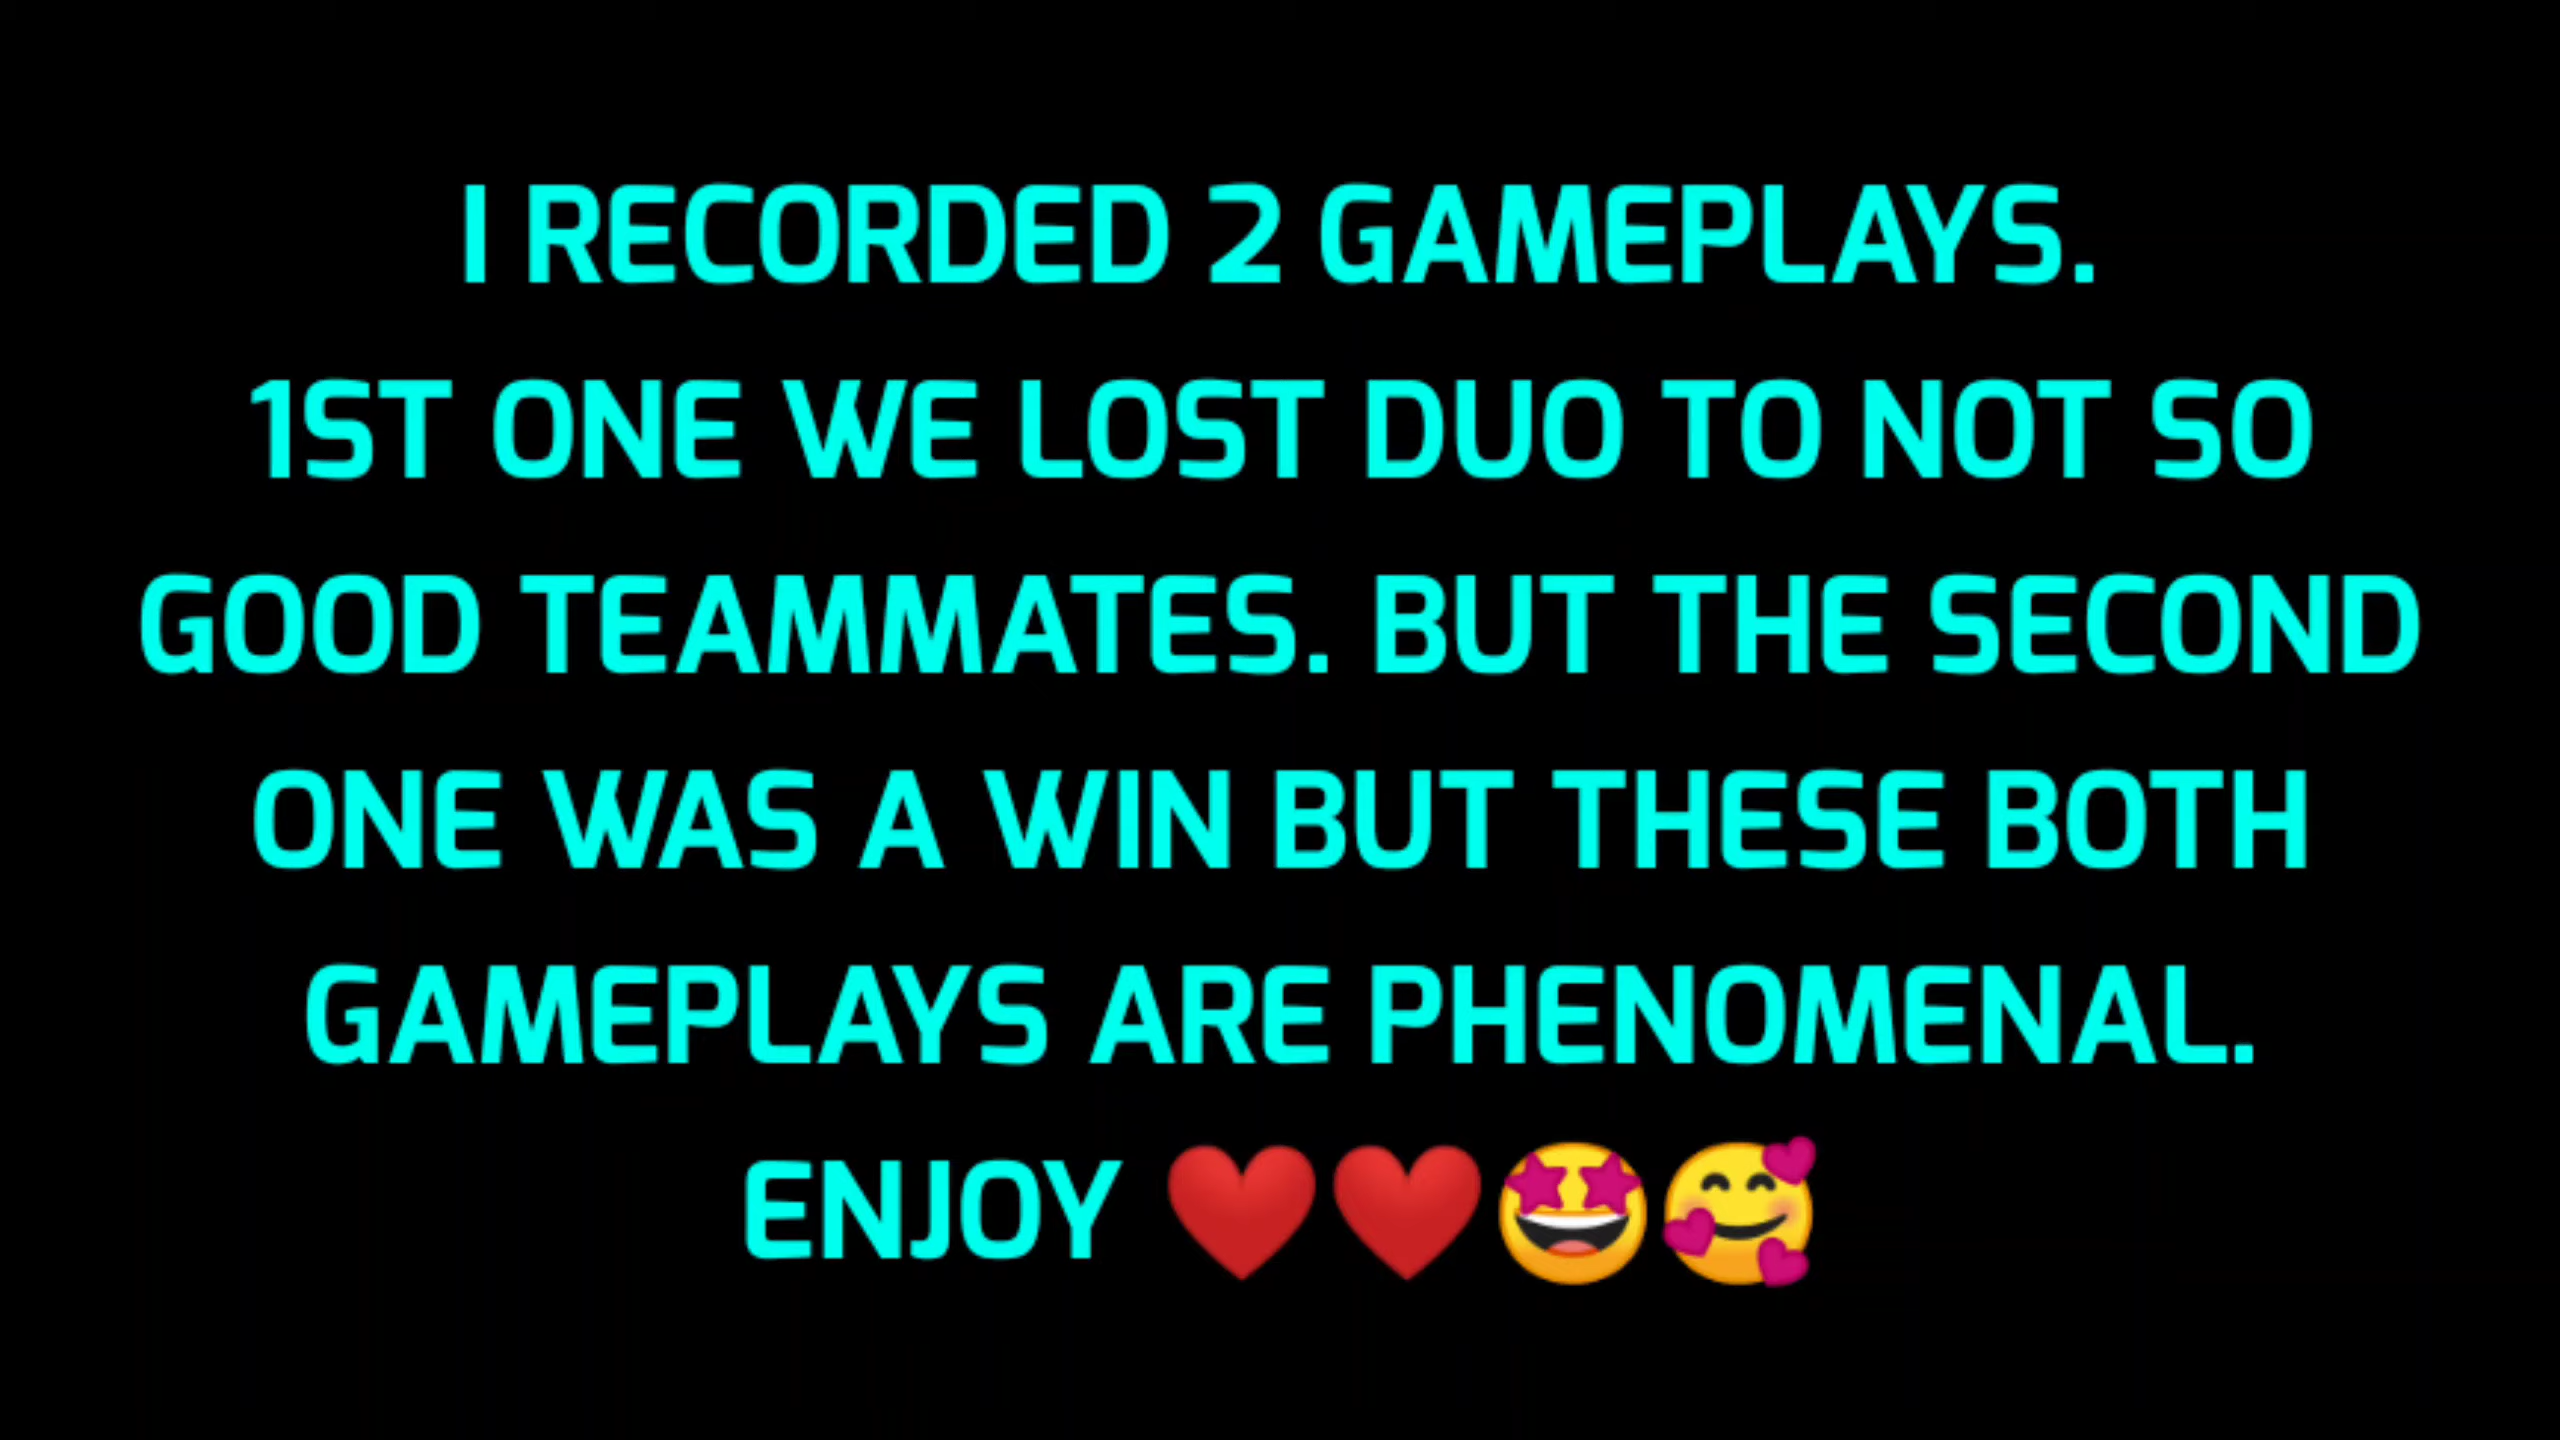 I RECORDED 2 GAMEPLAYS.
1ST ONE WE LOST DUO TO NOT SO
GOOD TEAMMATES. BUT THE SECOND
ONE WAS A WIN BUT THESE BOTH
GAMEPLAYS ARE PHENOMENAL.
ENJOY ❤️❤️🤩🥰